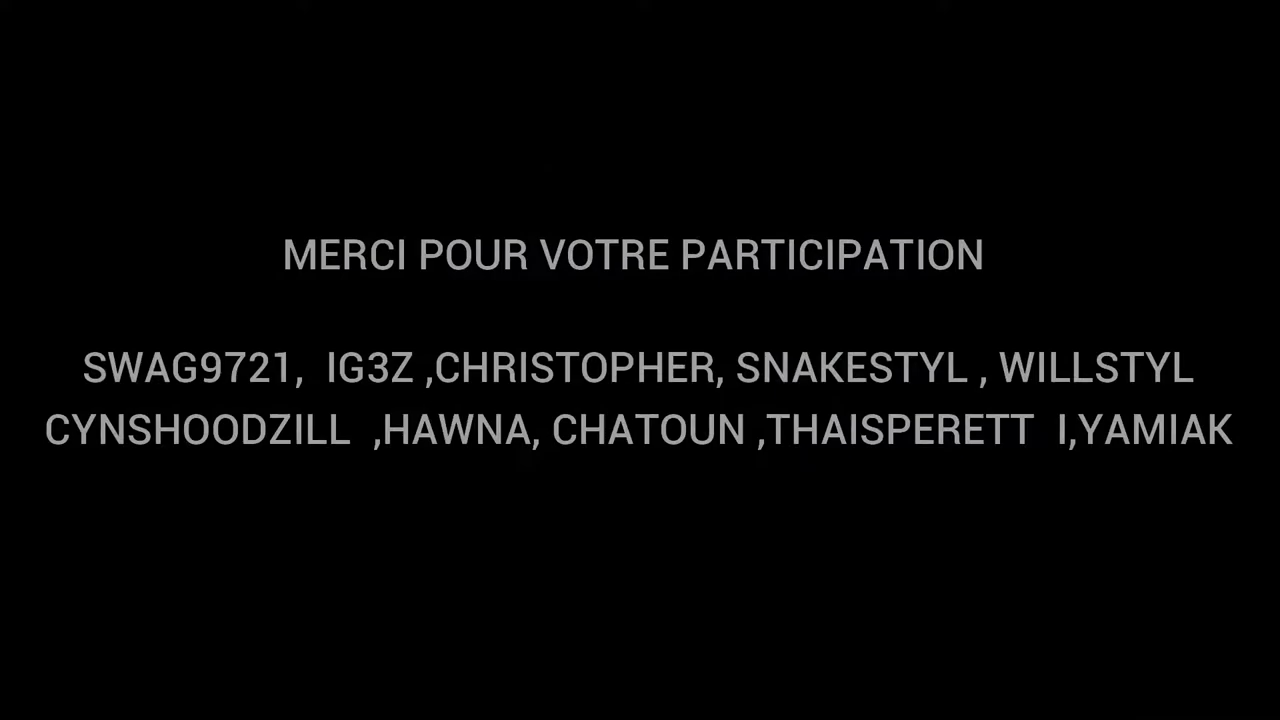 MERCI POUR VOTRE PARTICIPATION
SWAG9721,  IG3Z ,CHRISTOPHER, SNAKESTYL , WILLSTYL
CYNSHOODZILL  ,HAWNA, CHATOUN ,THAISPERETT  I,YAMIAK